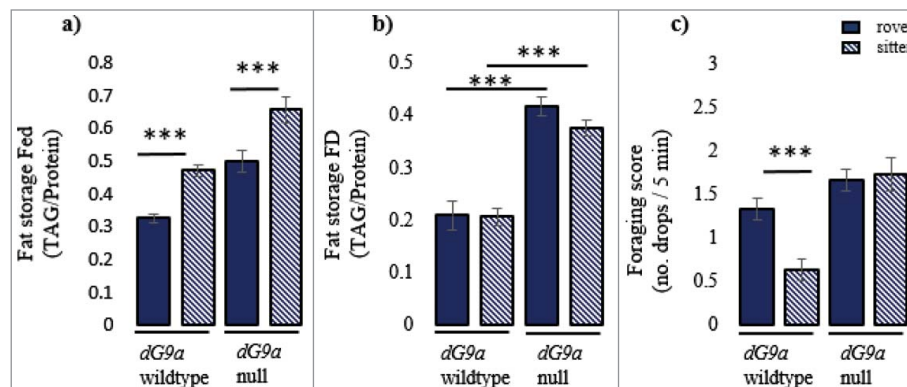 a)
Fat storage Fed
(TAG/Protein)
0.8
0.7
0.6
0.5
0.4
0.3
0.2
0.1
0
***
***
dG9a
wildtype
dG9a
null
b)
Fat storage FD
(TAG/Protein)
0.5
0.4
0.3
0.2
0.1
0
***
***
dG9a
wildtype
dG9a
null
c)
Foraging score
(no. drops / 5 min)
3
2.5
2
1.5
1
0.5
0
***
dG9a
wildtype
dG9a
null
rove
sitte